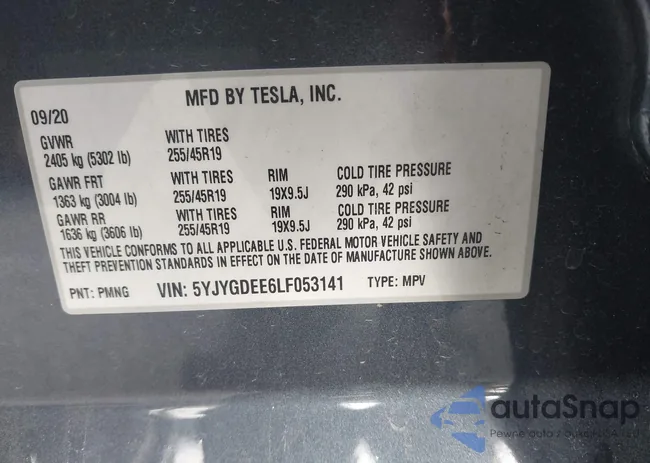 MFD BY TESLA, INC.
09/20
GVWR
2405 kg (5302 lb)
WITH TIRES
255/45R19
GAWR FRT
1363 kg (3004 lb)
WITH TIRES
255/45R19
RIM
19X9.5J
COLD TIRE PRESSURE
290 kPa, 42 psi
GAWR RR
1636 kg (3606 lb)
WITH TIRES
255/45R19
RIM
19X9.5J
COLD TIRE PRESSURE
290 kPa, 42 psi
THIS VEHICLE CONFORMS TO ALL APPLICABLE U.S. FEDERAL MOTOR VEHICLE SAFETY AND
THEFT PREVENTION STANDARDS IN EFFECT ON THE DATE OF MANUFACTURE SHOWN ABOVE.
PNT: PMNG VIN: 5YJYGDEE6LF053141 TYPE: MPV
autaSnap
Pewne auta z aukcji